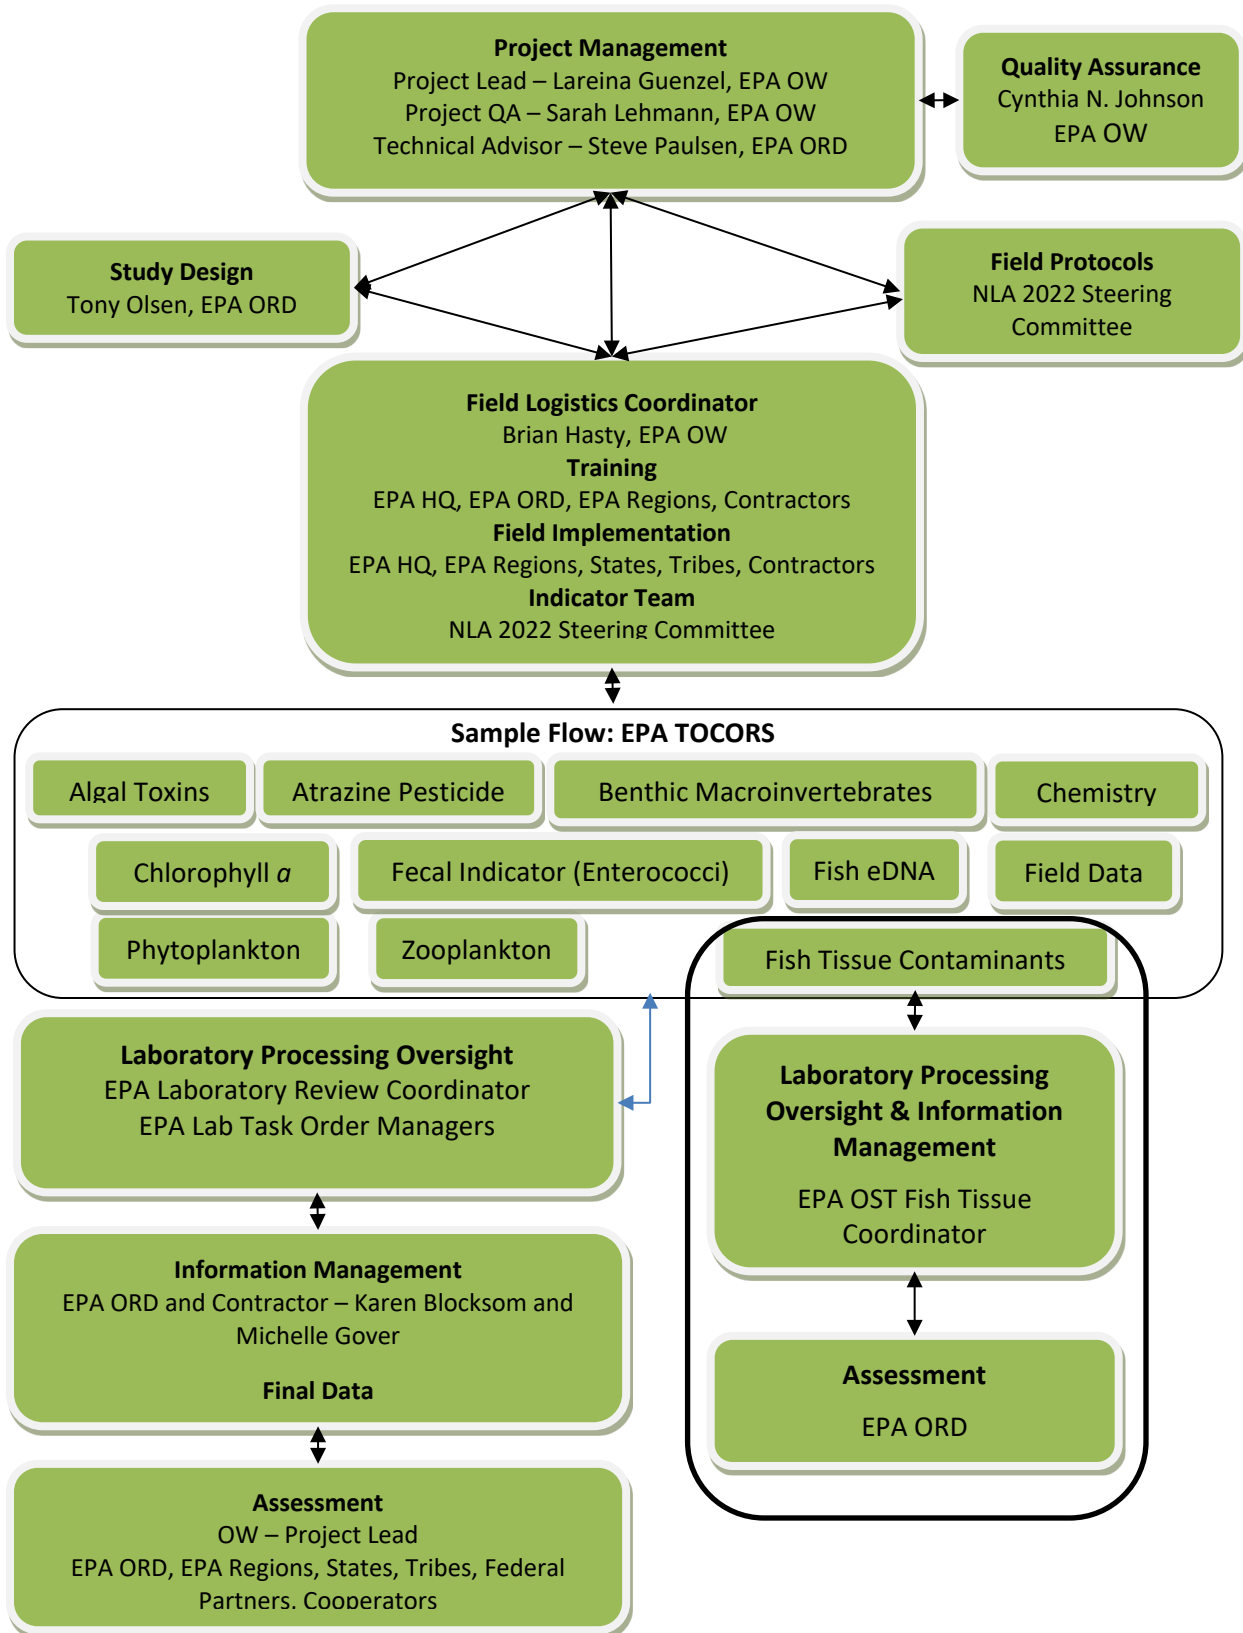 Project Management
Project Lead – Lareina Guenzel, EPA OW
Project QA – Sarah Lehmann, EPA OW
Technical Advisor – Steve Paulsen, EPA ORD
Quality Assurance
Cynthia N. Johnson
EPA OW
Study Design
Tony Olsen, EPA ORD
Field Protocols
NLA 2022 Steering
Committee
Field Logistics Coordinator
Brian Hasty, EPA OW
Training
EPA HQ, EPA ORD, EPA Regions, Contractors
Field Implementation
EPA HQ, EPA Regions, States, Tribes, Contractors
Indicator Team
NLA 2022 Steering Committee
Sample Flow: EPA TOCORS
Algal Toxins
Atrazine Pesticide
Benthic Macroinvertebrates
Chemistry
Chlorophyll a
Fecal Indicator (Enterococci)
Fish eDNA
Field Data
Phytoplankton
Zooplankton
Fish Tissue Contaminants
Laboratory Processing Oversight
EPA Laboratory Review Coordinator
EPA Lab Task Order Managers
Laboratory Processing
Oversight & Information
Management
EPA OST Fish Tissue
Coordinator
Information Management
EPA ORD and Contractor – Karen Blocksom and
Michelle Gover
Final Data
Assessment
EPA ORD
Assessment
OW – Project Lead
EPA ORD, EPA Regions, States, Tribes, Federal
Partners, Cooperators